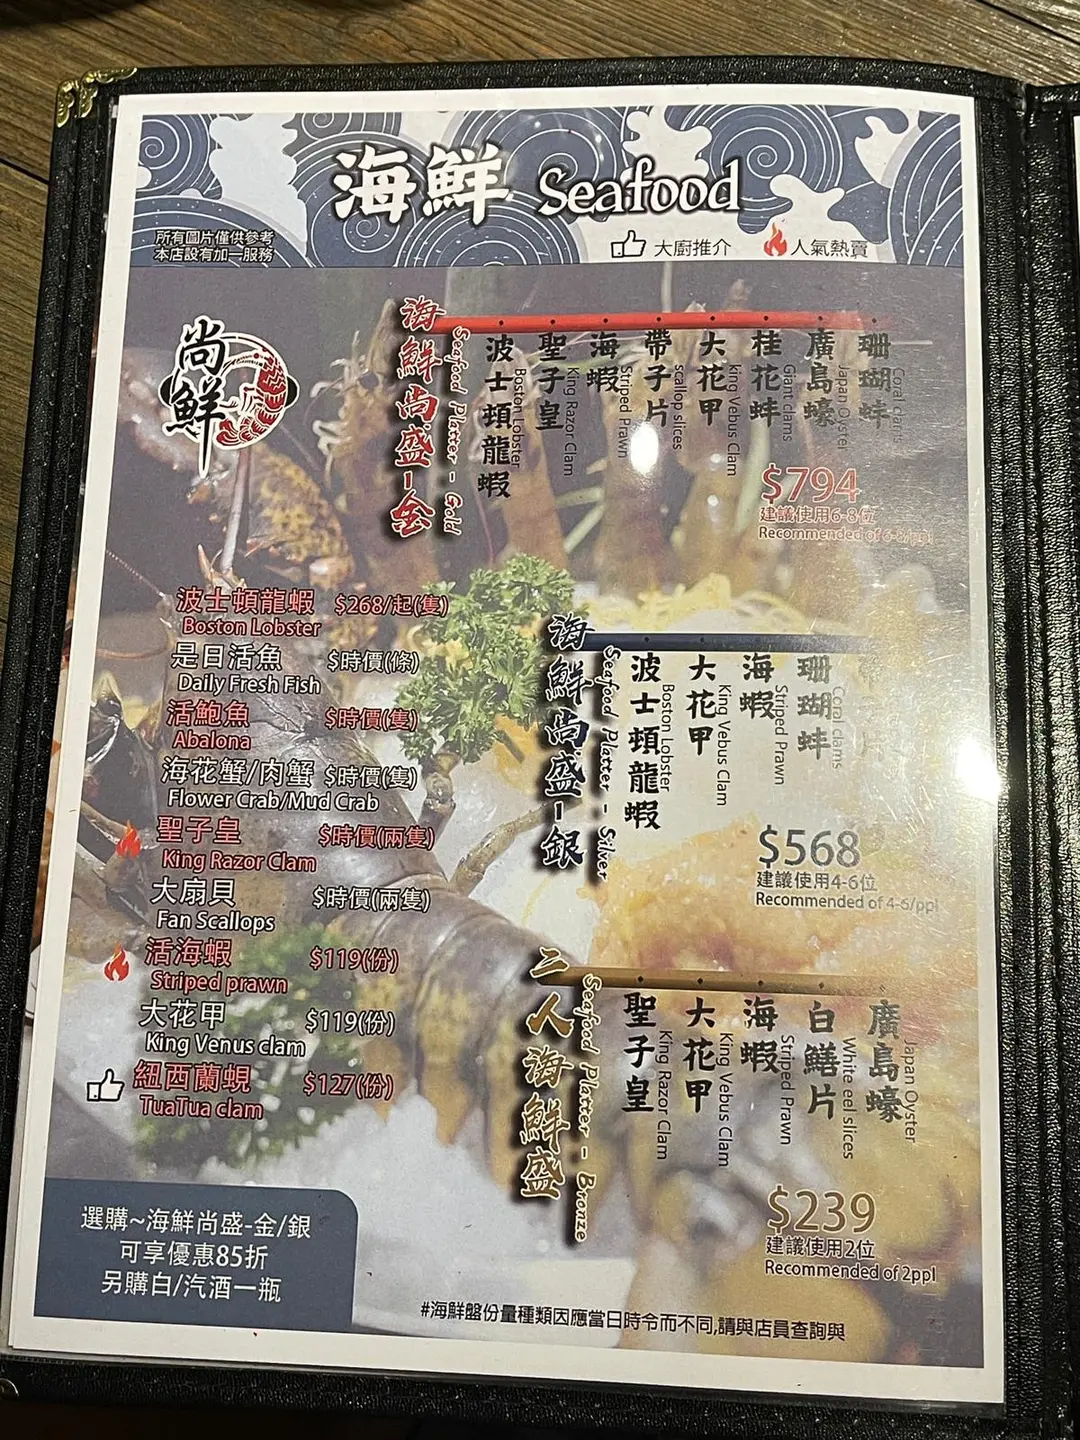 海鮮 Seafood
所有圖片僅供參考
本店設有加一服務
大廚推介
人氣熱賣
尚鮮
海鮮尚盛-金
Seafood Platter - Gold
波士頓龍蝦
Boston Lobster
聖子皇
King Razor Clam
海蝦
Striped Prawn
帶子片
scallop slices
大花甲
king Vebus Clam
桂花蚌
Giant clams
廣島蠔
Japan Oyster
珊瑚蚌
Coral clams
$794
建議使用6-8位
Recommended of 6-8/ppl
波士頓龍蝦 $268/起(隻)
Boston Lobster
是日活魚 $時價(條)
Daily Fresh Fish
活鮑魚 $時價(隻)
Abalona
海花蟹/肉蟹 $時價(隻)
Flower Crab/Mud Crab
聖子皇 $時價(兩隻)
King Razor Clam
大扇貝 $時價(兩隻)
Fan Scallops
活海蝦 $119(份)
Striped prawn
大花甲 $119(份)
King Venus clam
紐西蘭蜆 $127(份)
TuaTua clam
海鮮尚盛-銀
Seafood Platter - Silver
波士頓龍蝦
Boston Lobster
大花甲
King Vebus Clam
海蝦
Striped Prawn
珊瑚蚌
Coral clams
$568
建議使用4-6位
Recommended of 4-6/ppl
二人海鮮盛
Seafood Platter - Bronze
聖子皇
King Razor Clam
大花甲
King Vebus Clam
海蝦
Striped Prawn
白鱔片
White eel slices
廣島蠔
Japan Oyster
$239
建議使用2位
Recommended of 2ppl
選購~海鮮尚盛-金/銀
可享優惠85折
另購白/汽酒一瓶
#海鮮盤份量種類因應當日時令而不同,請與店員查詢與